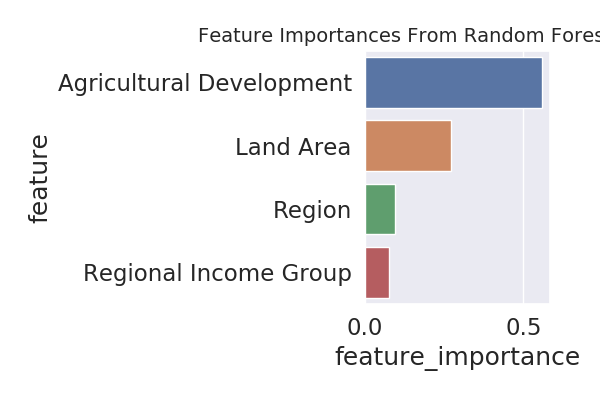 Feature Importances From Random Fores
Agricultural Development
Land Area
Region
Regional Income Group
feature
0.0 0.5
feature_importance